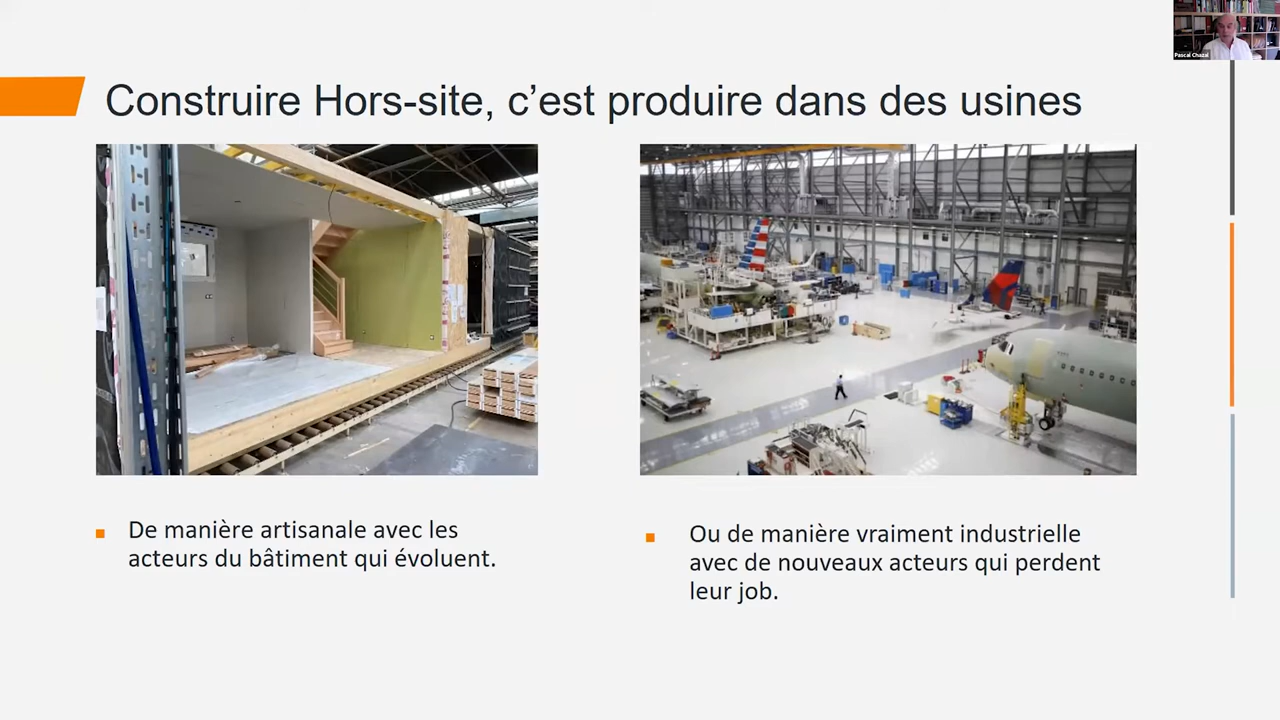 Pascal Chazal
Construire Hors-site, c’est produire dans des usines
De manière artisanale avec les
acteurs du bâtiment qui évoluent.
Ou de manière vraiment industrielle
avec de nouveaux acteurs qui perdent
leur job.